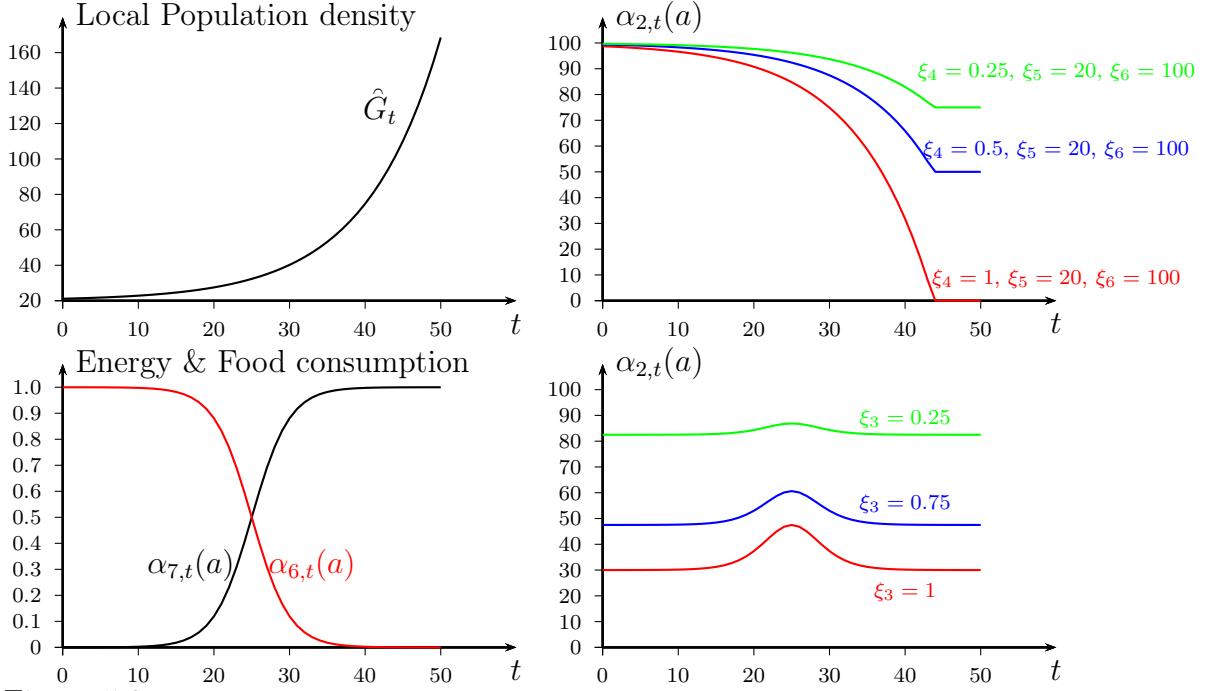 Local Population density
160
140
120
100
80
60
40
20
0 10 20 30 40 50 t
Ĝ_t
α_{2,t}(a)
100
90
80
70
60
50
40
30
20
10
0
0 10 20 30 40 50 t
ξ_4 = 0.25, ξ_5 = 20, ξ_6 = 100
ξ_4 = 0.5, ξ_5 = 20, ξ_6 = 100
ξ_4 = 1, ξ_5 = 20, ξ_6 = 100
Energy & Food consumption
1.0
0.9
0.8
0.7
0.6
0.5
0.4
0.3
0.2
0.1
0
0 10 20 30 40 50 t
α_{7,t}(a)
α_{6,t}(a)
α_{2,t}(a)
100
90
80
70
60
50
40
30
20
10
0
0 10 20 30 40 50 t
ξ_3 = 0.25
ξ_3 = 0.75
ξ_3 = 1